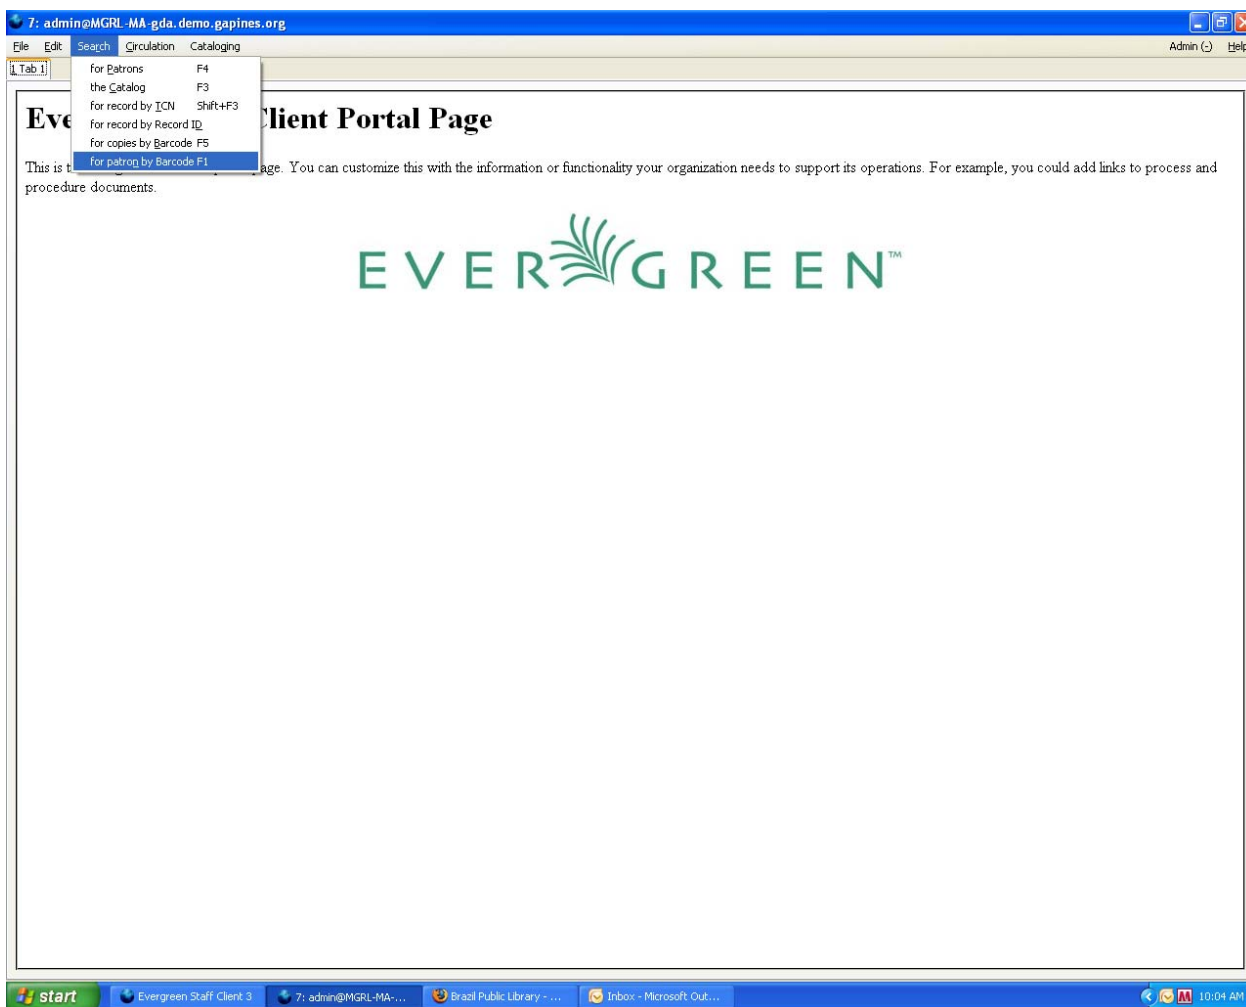 7: admin@MGRL-MA-gda.demo.gapines.org
File Edit Search Circulation Cataloging Admin (-) Help
1 Tab 1
for Patrons F4
the Catalog F3
for record by TCN Shift+F3
for record by Record ID
for copies by Barcode F5
for patron by Barcode F1
Eve Client Portal Page
This is t age. You can customize this with the information or functionality your organization needs to support its operations. For example, you could add links to process and
procedure documents.
EVERGREEN™
start Evergreen Staff Client 3 7: admin@MGRL-MA-... Brazil Public Library - ... Inbox - Microsoft Out... M 10:04 AM